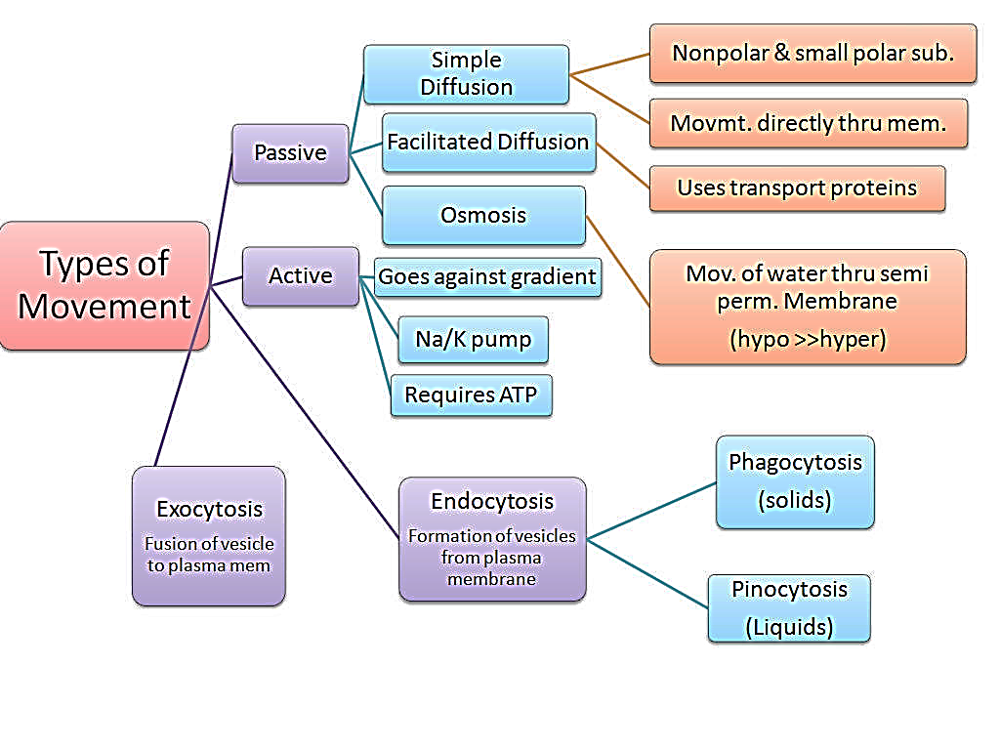 Types of
Movement
Passive
Simple
Diffusion
Nonpolar & small polar sub.
Movmt. directly thru mem.
Facilitated Diffusion
Uses transport proteins
Osmosis
Mov. of water thru semi
perm. Membrane
(hypo >>hyper)
Active
Goes against gradient
Na/K pump
Requires ATP
Exocytosis
Fusion of vesicle
to plasma mem
Endocytosis
Formation of vesicles
from plasma
membrane
Phagocytosis
(solids)
Pinocytosis
(Liquids)